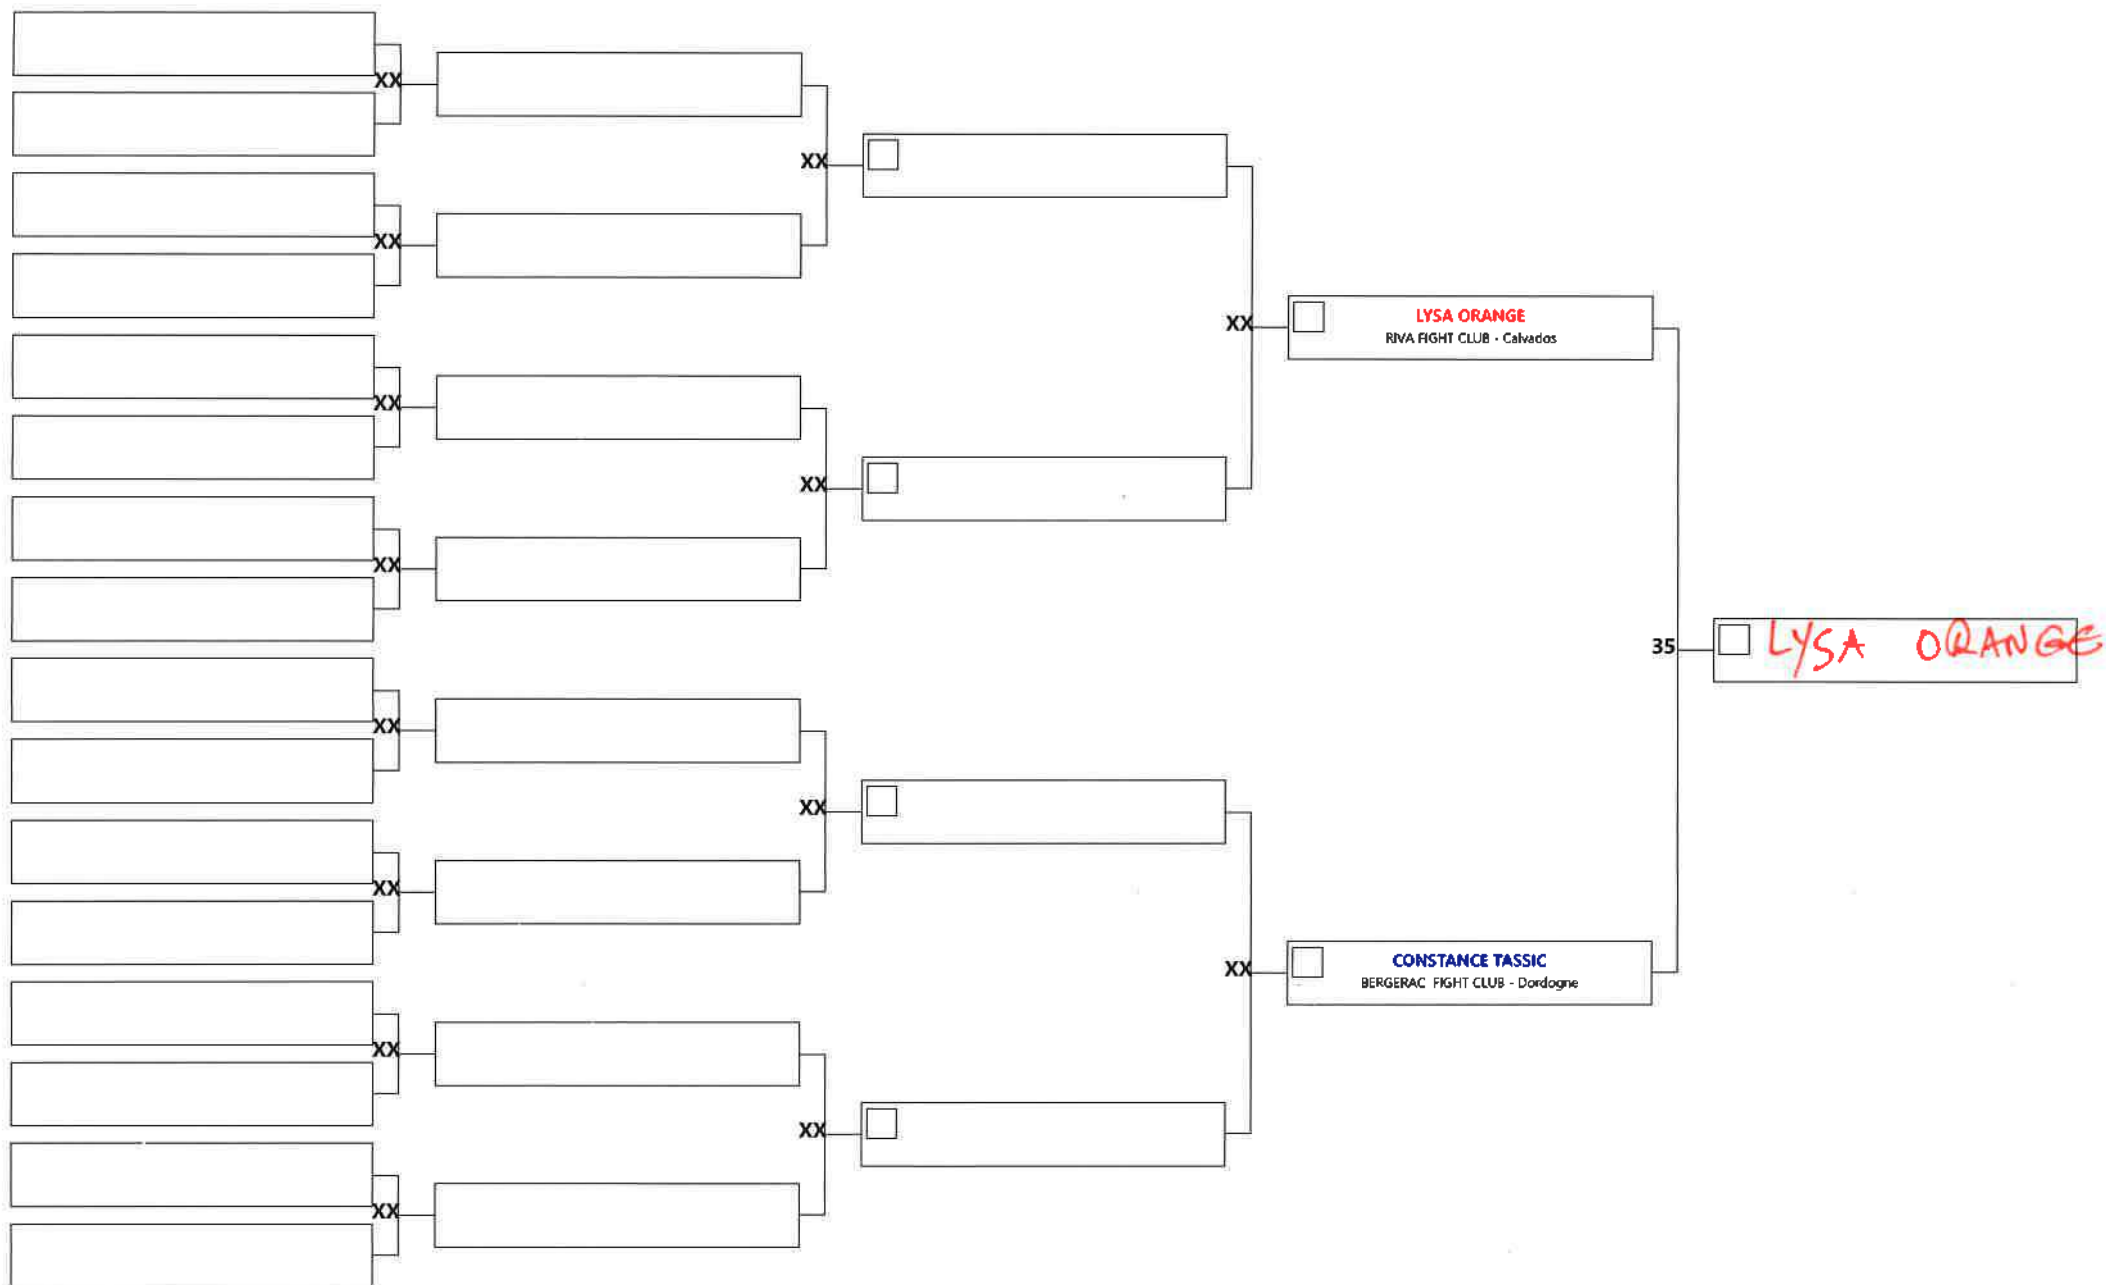 XX
XX
XX
XX
XX
XX
XX
XX
XX
XX
XX
XX
XX
LYSA ORANGE
RIVA FIGHT CLUB - Calvados
XX
CONSTANCE TASSIC
BERGERAC FIGHT CLUB - Dordogne
35
LYSA ORANGE